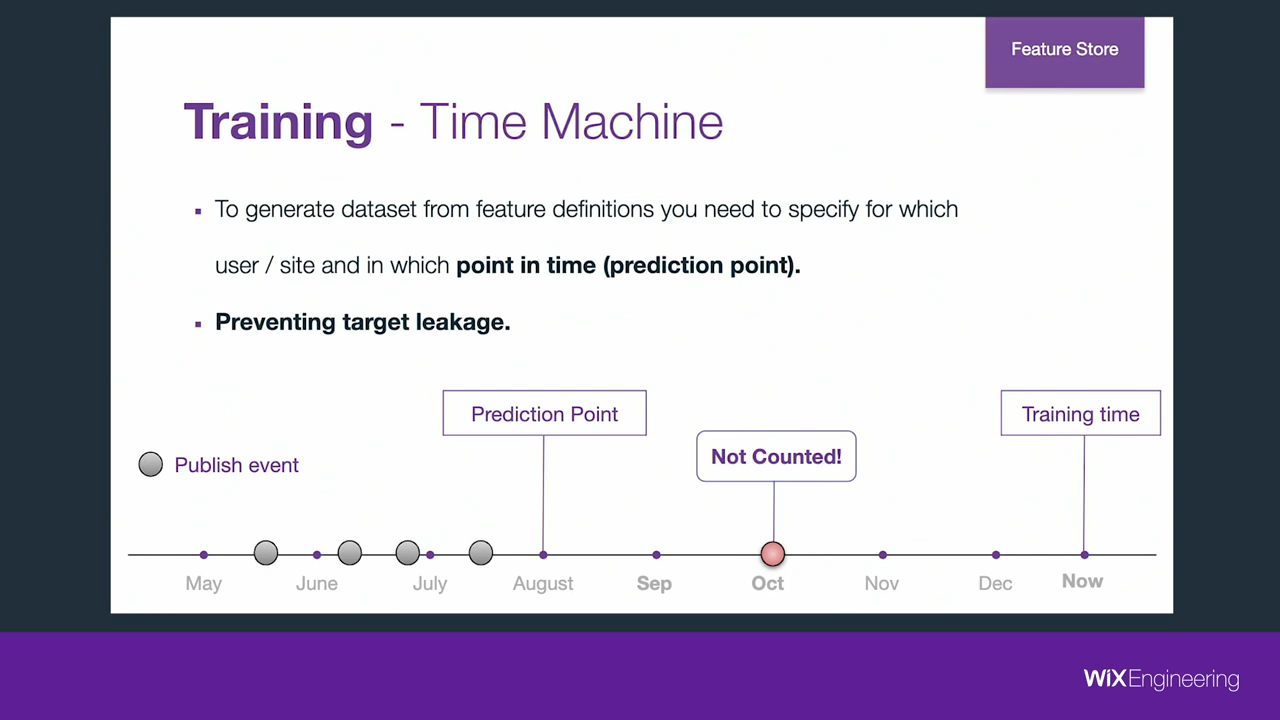 Feature Store
Training - Time Machine
▪ To generate dataset from feature definitions you need to specify for which
user / site and in which point in time (prediction point).
▪ Preventing target leakage.
Prediction Point
Training time
Not Counted!
Publish event
May June July August Sep Oct Nov Dec Now
WiXEngineering